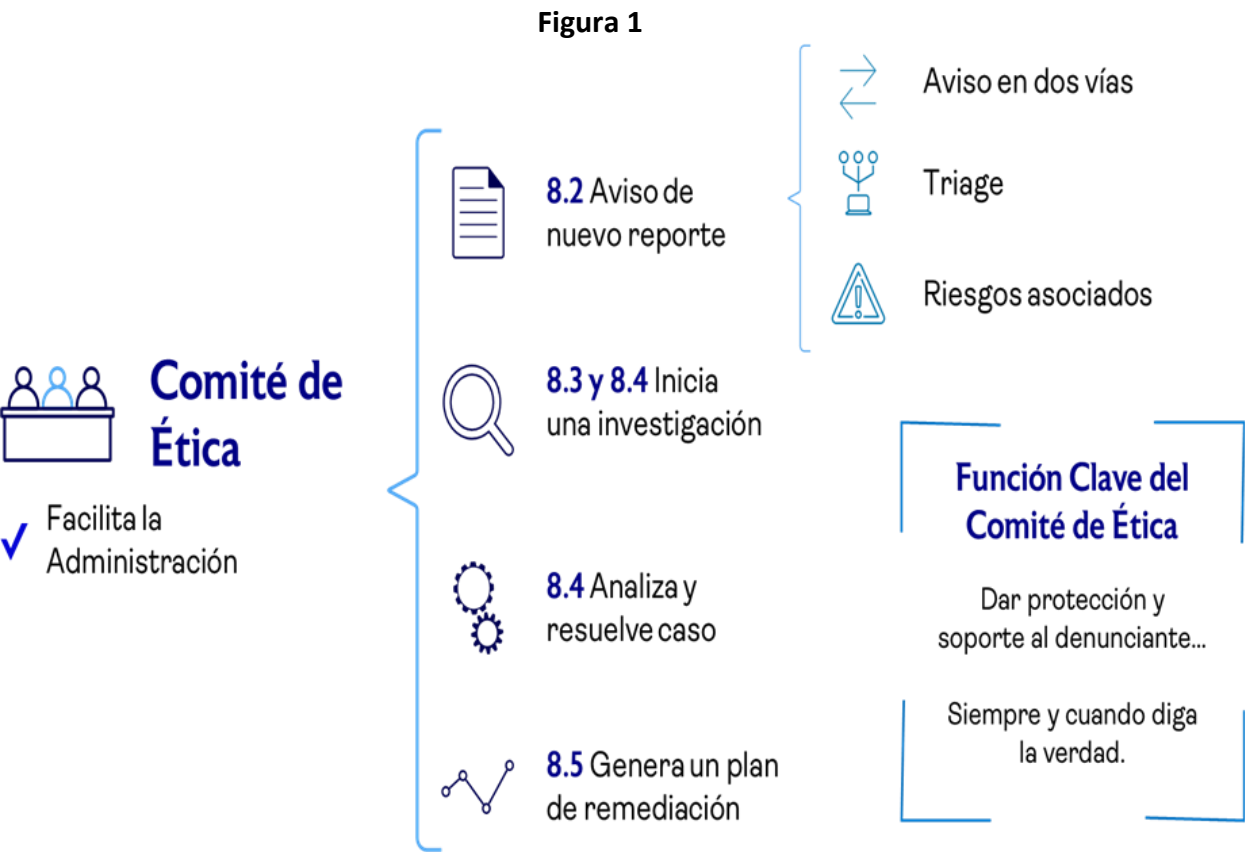 Figura 1
Comité de
Ética
Facilita la
Administración
8.2 Aviso de
nuevo reporte
Aviso en dos vías
Triage
Riesgos asociados
8.3 y 8.4 Inicia
una investigación
8.4 Analiza y
resuelve caso
8.5 Genera un plan
de remediación
Función Clave del
Comité de Ética
Dar protección y
soporte al denunciante...
Siempre y cuando diga
la verdad.